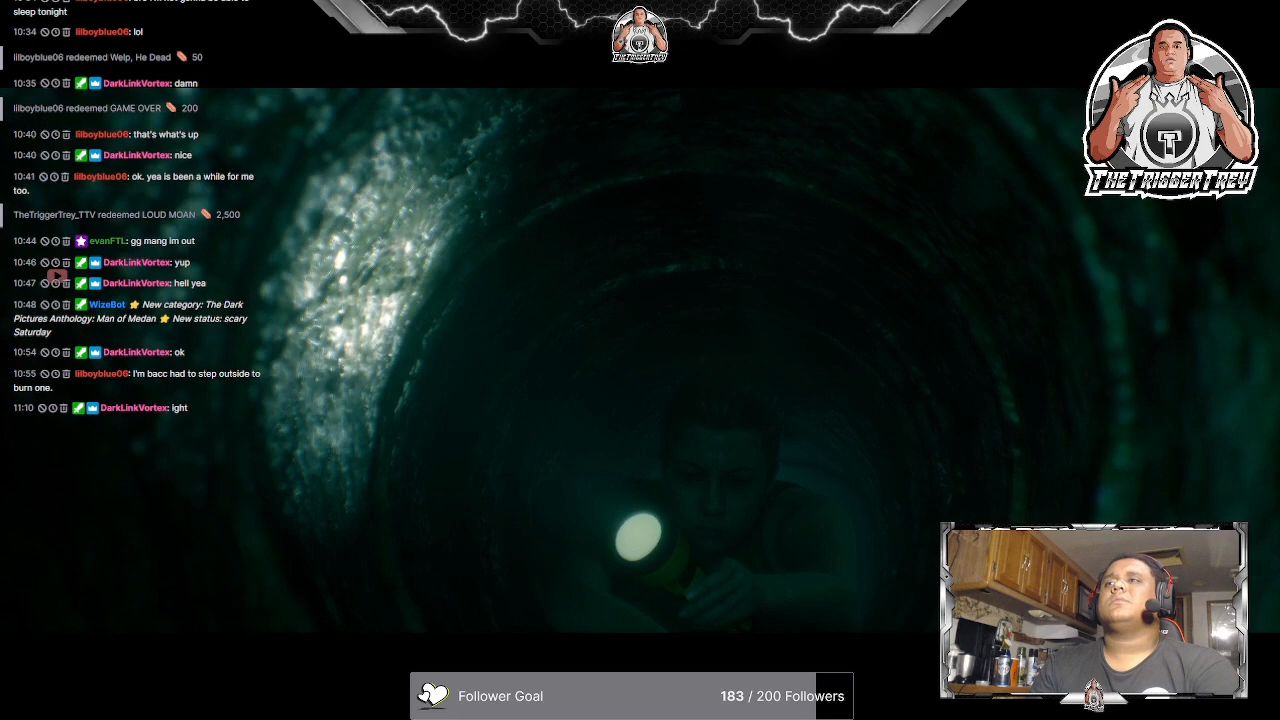 sleep tonight
10:34 lilboyblue06: lol
lilboyblue06 redeemed Welp, He Dead 50
10:35 DarkLinkVortex: damn
lilboyblue06 redeemed GAME OVER 200
10:40 lilboyblue06: that's what's up
10:40 DarkLinkVortex: nice
10:41 lilboyblue06: ok. yea is been a while for me
too.
TheTriggerTrey_TTV redeemed LOUD MOAN 2,500
10:44 evanFTL: gg mang im out
10:46 DarkLinkVortex: yup
10:47 DarkLinkVortex: hell yea
10:48 WizeBot ⭐ New category: The Dark
Pictures Anthology: Man of Medan ⭐ New status: scary
Saturday
10:54 DarkLinkVortex: ok
10:55 lilboyblue06: I'm bacc had to step outside to
burn one.
11:10 DarkLinkVortex: ight
THETRIGGERTREY
T
THETRIGGERTREY
Follower Goal 183 / 200 Followers